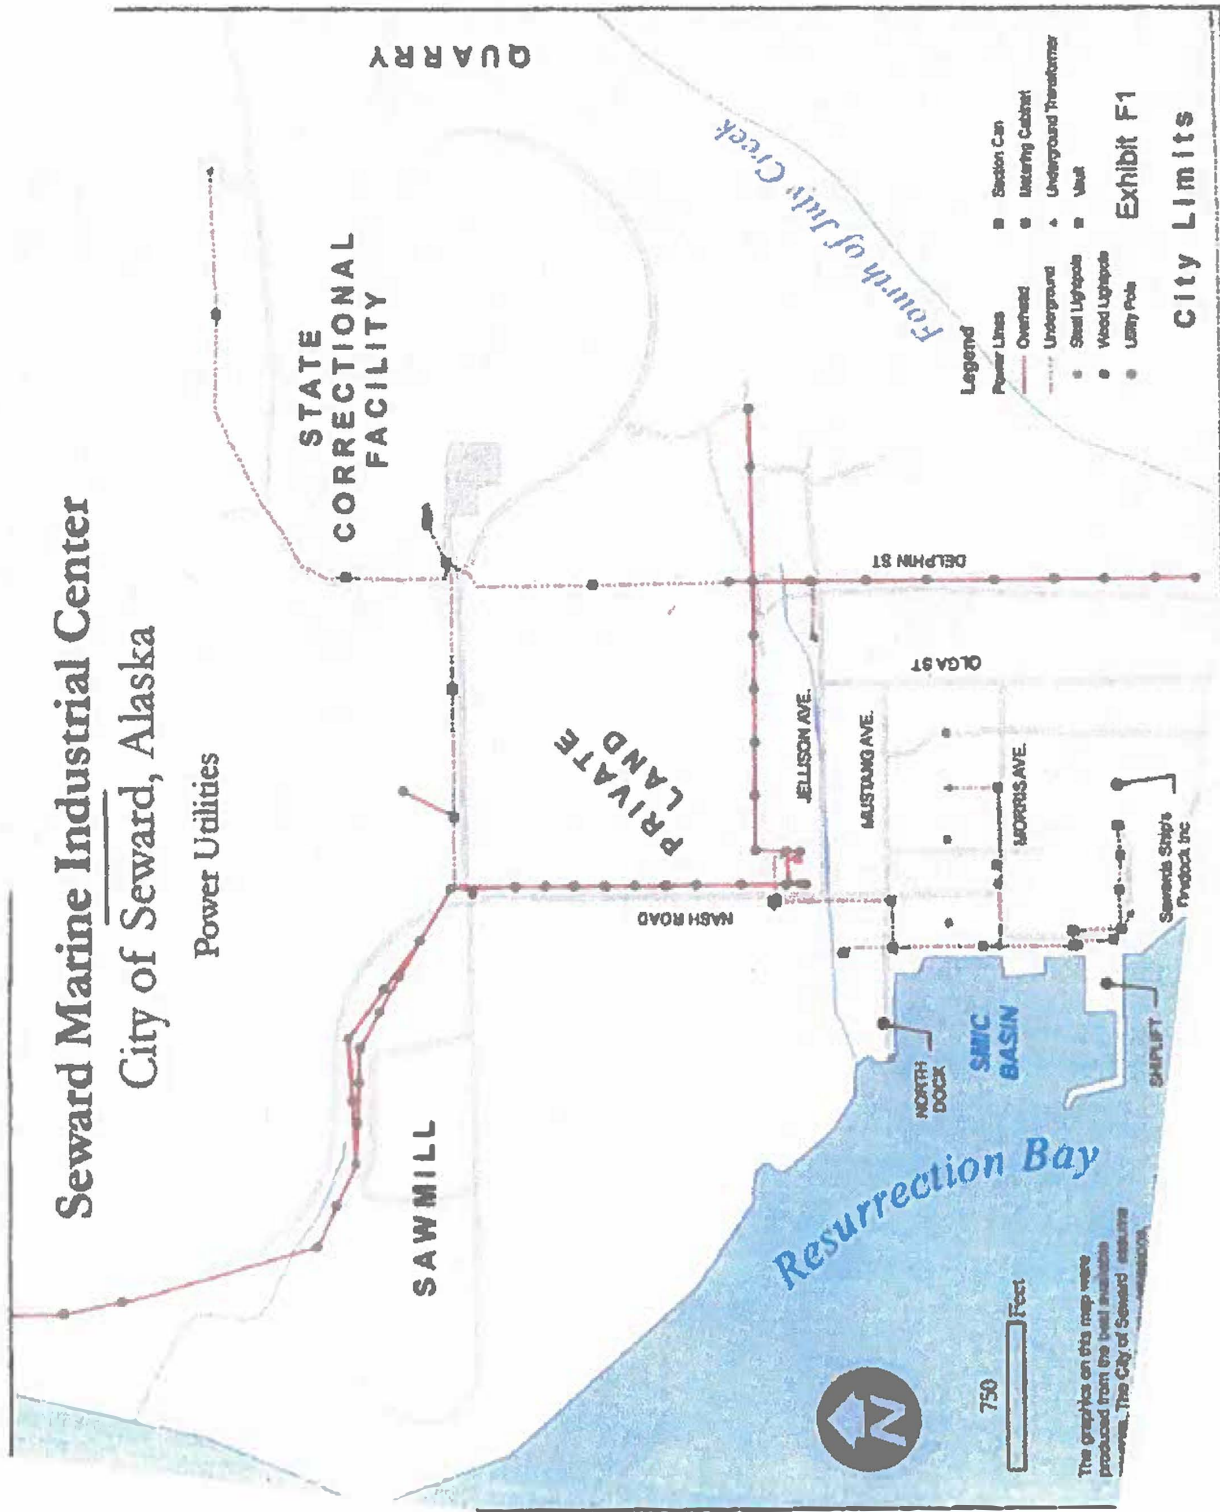 Seward Marine Industrial Center
City of Seward, Alaska
Power Utilities
QUARRY
STATE
CORRECTIONAL
FACILITY
SAWMILL
PRIVATE
LAND
Fourth of July Creek
NASH ROAD
JELLISON AVE.
DELPHIN ST
OLGA ST
MUSTANG AVE.
MORRIS AVE.
NORTH
DOCK
SMIC
BASIN
SHIPLIFT
Resurrection Bay
Legend
Power Lines
Overhead
Underground
Steel Lightpole
Wood Lightpole
Utility Pole
Section Can
Metering Cabinet
Underground Transformer
Vault
Exhibit F1
City Limits
N
750
Feet
The graphics on this map were
produced from the best available
The City of Seward